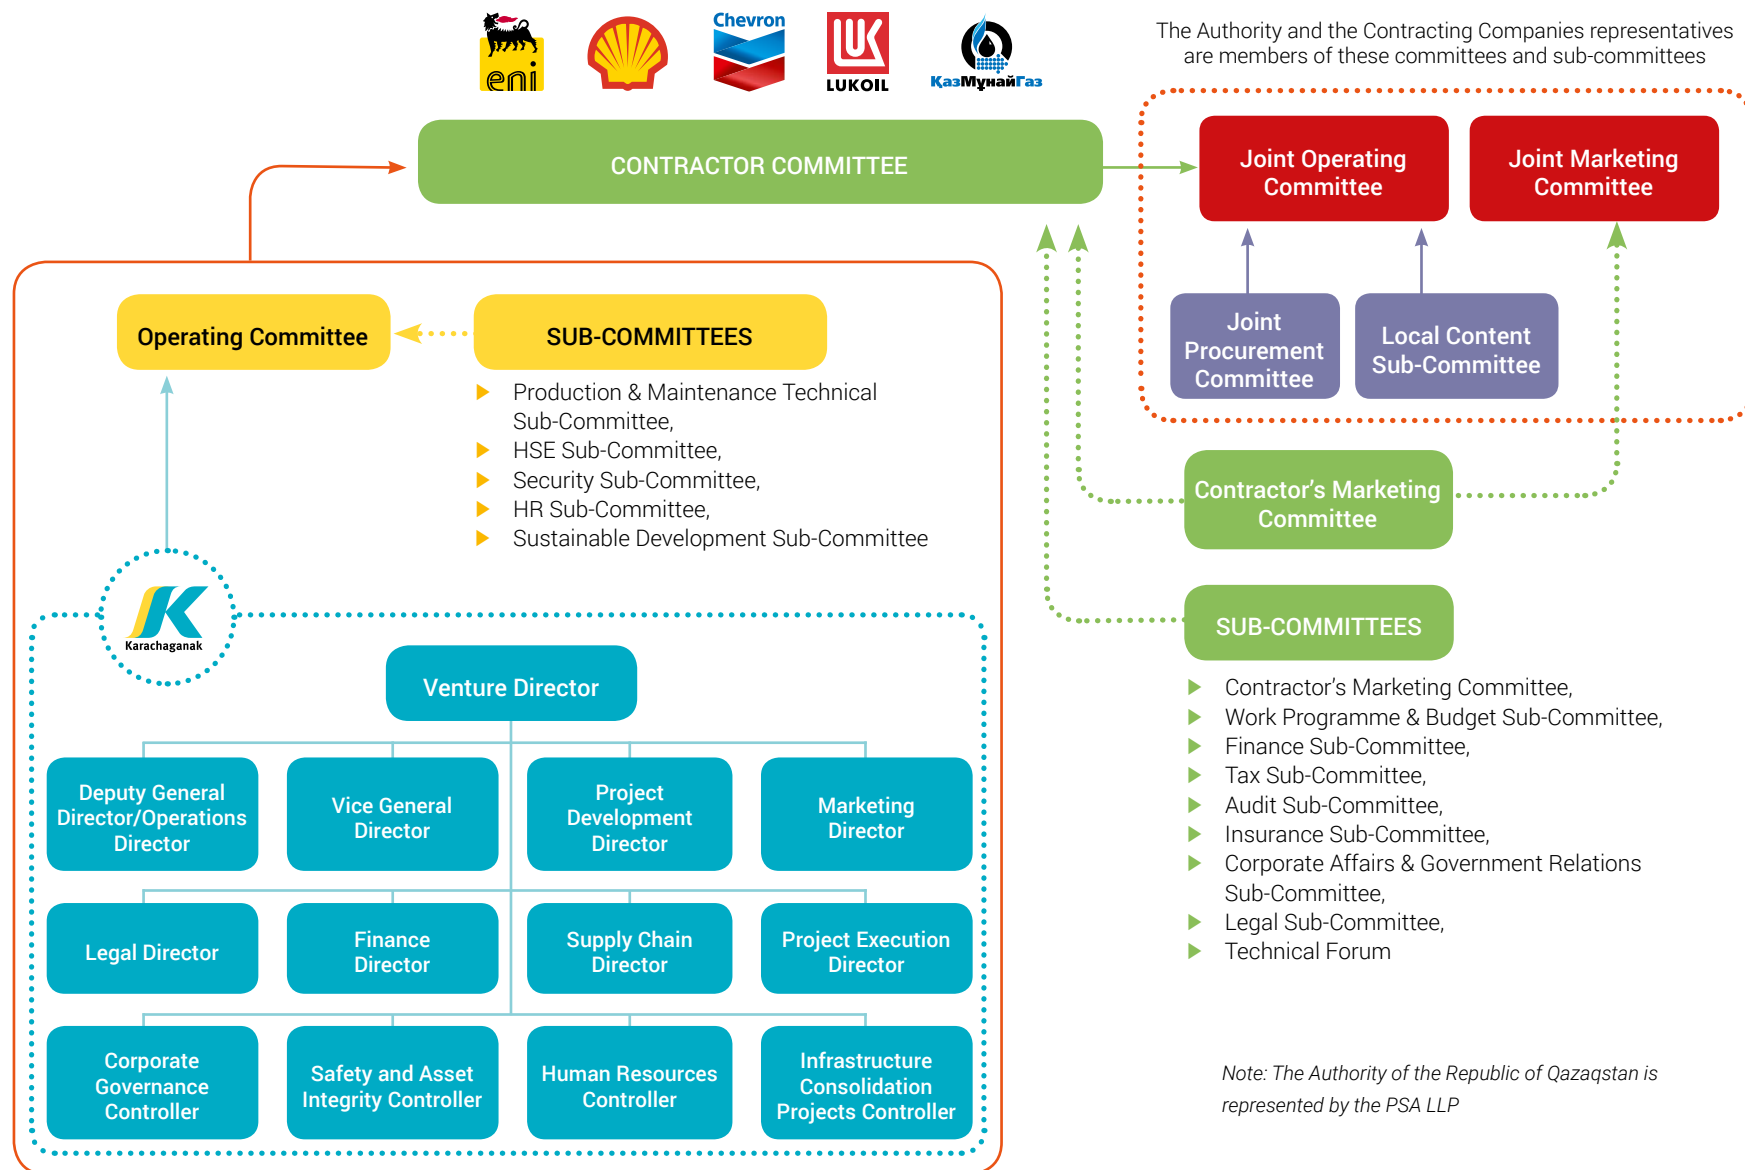 eni
Chevron
LUK
LUKOIL
ҚазМұнайГаз
The Authority and the Contracting Companies representatives
are members of these committees and sub-committees
CONTRACTOR COMMITTEE
Joint Operating
Committee
Joint Marketing
Committee
Joint
Procurement
Committee
Local Content
Sub-Committee
Operating Committee
SUB-COMMITTEES
Production & Maintenance Technical
Sub-Committee,
HSE Sub-Committee,
Security Sub-Committee,
HR Sub-Committee,
Sustainable Development Sub-Committee
Contractor's Marketing
Committee
SUB-COMMITTEES
Contractor's Marketing Committee,
Work Programme & Budget Sub-Committee,
Finance Sub-Committee,
Tax Sub-Committee,
Audit Sub-Committee,
Insurance Sub-Committee,
Corporate Affairs & Government Relations
Sub-Committee,
Legal Sub-Committee,
Technical Forum
Karachaganak
Venture Director
Deputy General
Director/Operations
Director
Vice General
Director
Project
Development
Director
Marketing
Director
Legal Director
Finance
Director
Supply Chain
Director
Project Execution
Director
Corporate
Governance
Controller
Safety and Asset
Integrity Controller
Human Resources
Controller
Infrastructure
Consolidation
Projects Controller
Note: The Authority of the Republic of Qazaqstan is
represented by the PSA LLP